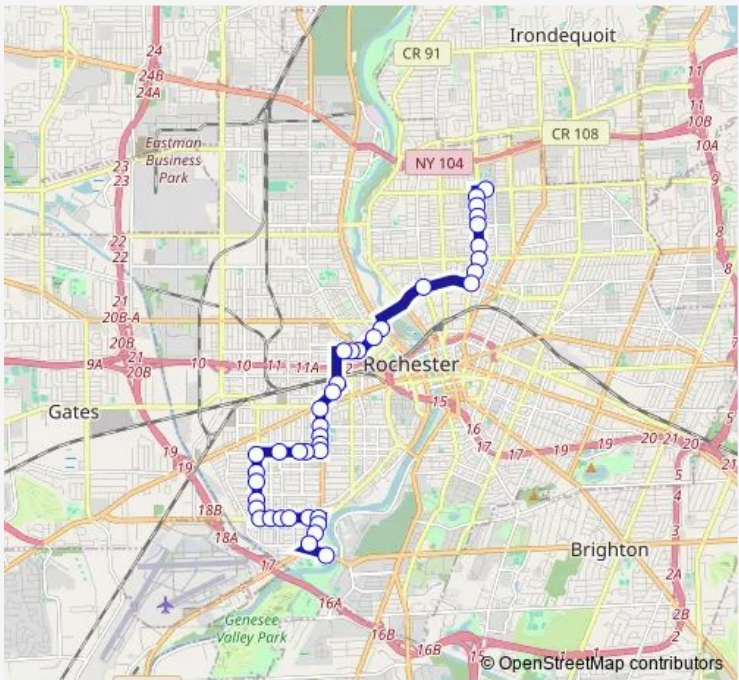 Irondequoit
24
CR 91
24B
11
24A
11
10B
CR 108
10A
Eastman
Business
Park
NY 104
23
23
9
22
22
8
8
21
20B-A
20B
9A
21
10
10
11A
2
Rochester
20B
15
Gates
16
17
17
19
19
20
21
21
19
19
5
4
18B
3
18A
Brighton
17
2A
16A
2B
Genesee
Valley Park
16B
16B
15
2
© OpenStreetMap contributors